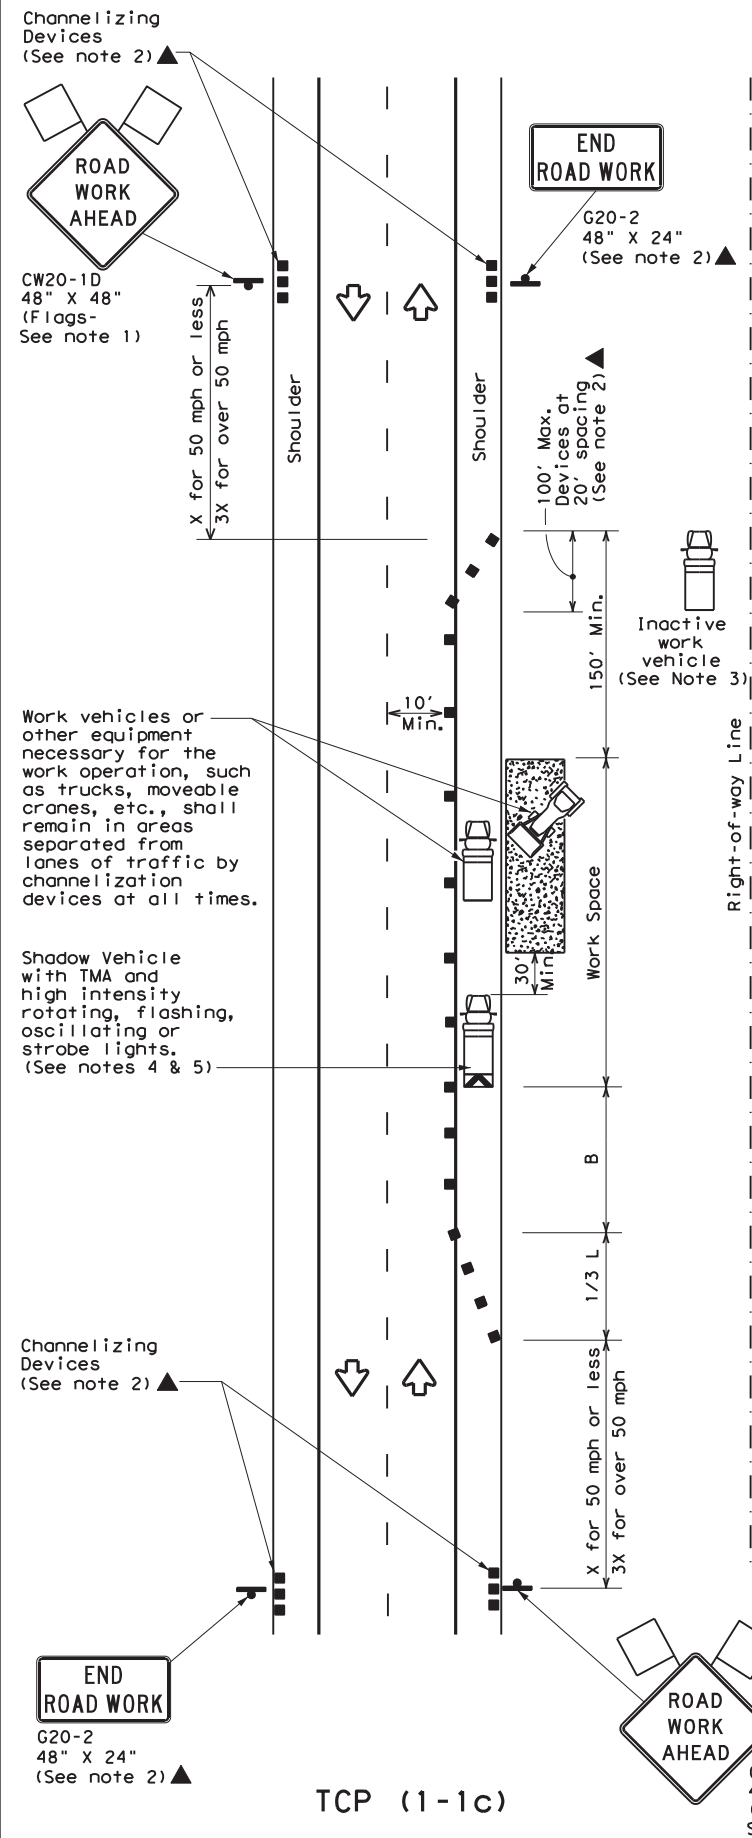 Channelizing
Devices
(See note 2)▲
ROAD
WORK
AHEAD
CW20-1D
48" X 48"
(Flags-
See note 1)
END
ROAD WORK
G20-2
48" X 24"
(See note 2)▲
X for 50 mph or less
3X for over 50 mph
Shoulder
Shoulder
100' Max.
Devices at
20' spacing
(See note 2)▲
150' Min.
Inactive
work
vehicle
(See Note 3)
10'
Min.
Work vehicles or
other equipment
necessary for the
work operation, such
as trucks, moveable
cranes, etc., shall
remain in areas
separated from
lanes of traffic by
channelization
devices at all times.
Right-of-way Line
Work Space
30'
Min.
Shadow Vehicle
with TMA and
high intensity
rotating, flashing,
oscillating or
strobe lights.
(See notes 4 & 5)
B
1/3 L
Channelizing
Devices
(See note 2)▲
X for 50 mph or less
3X for over 50 mph
END
ROAD WORK
G20-2
48" X 24"
(See note 2)▲
ROAD
WORK
AHEAD
TCP (1-1c)